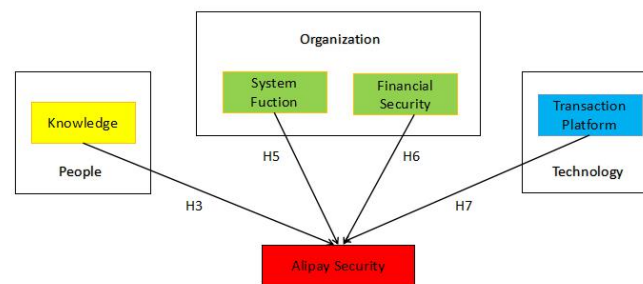 Organization
System
Fuction
Financial
Security
Knowledge
People
Transaction
Platform
Technology
H5
H6
H3
H7
Alipay Security